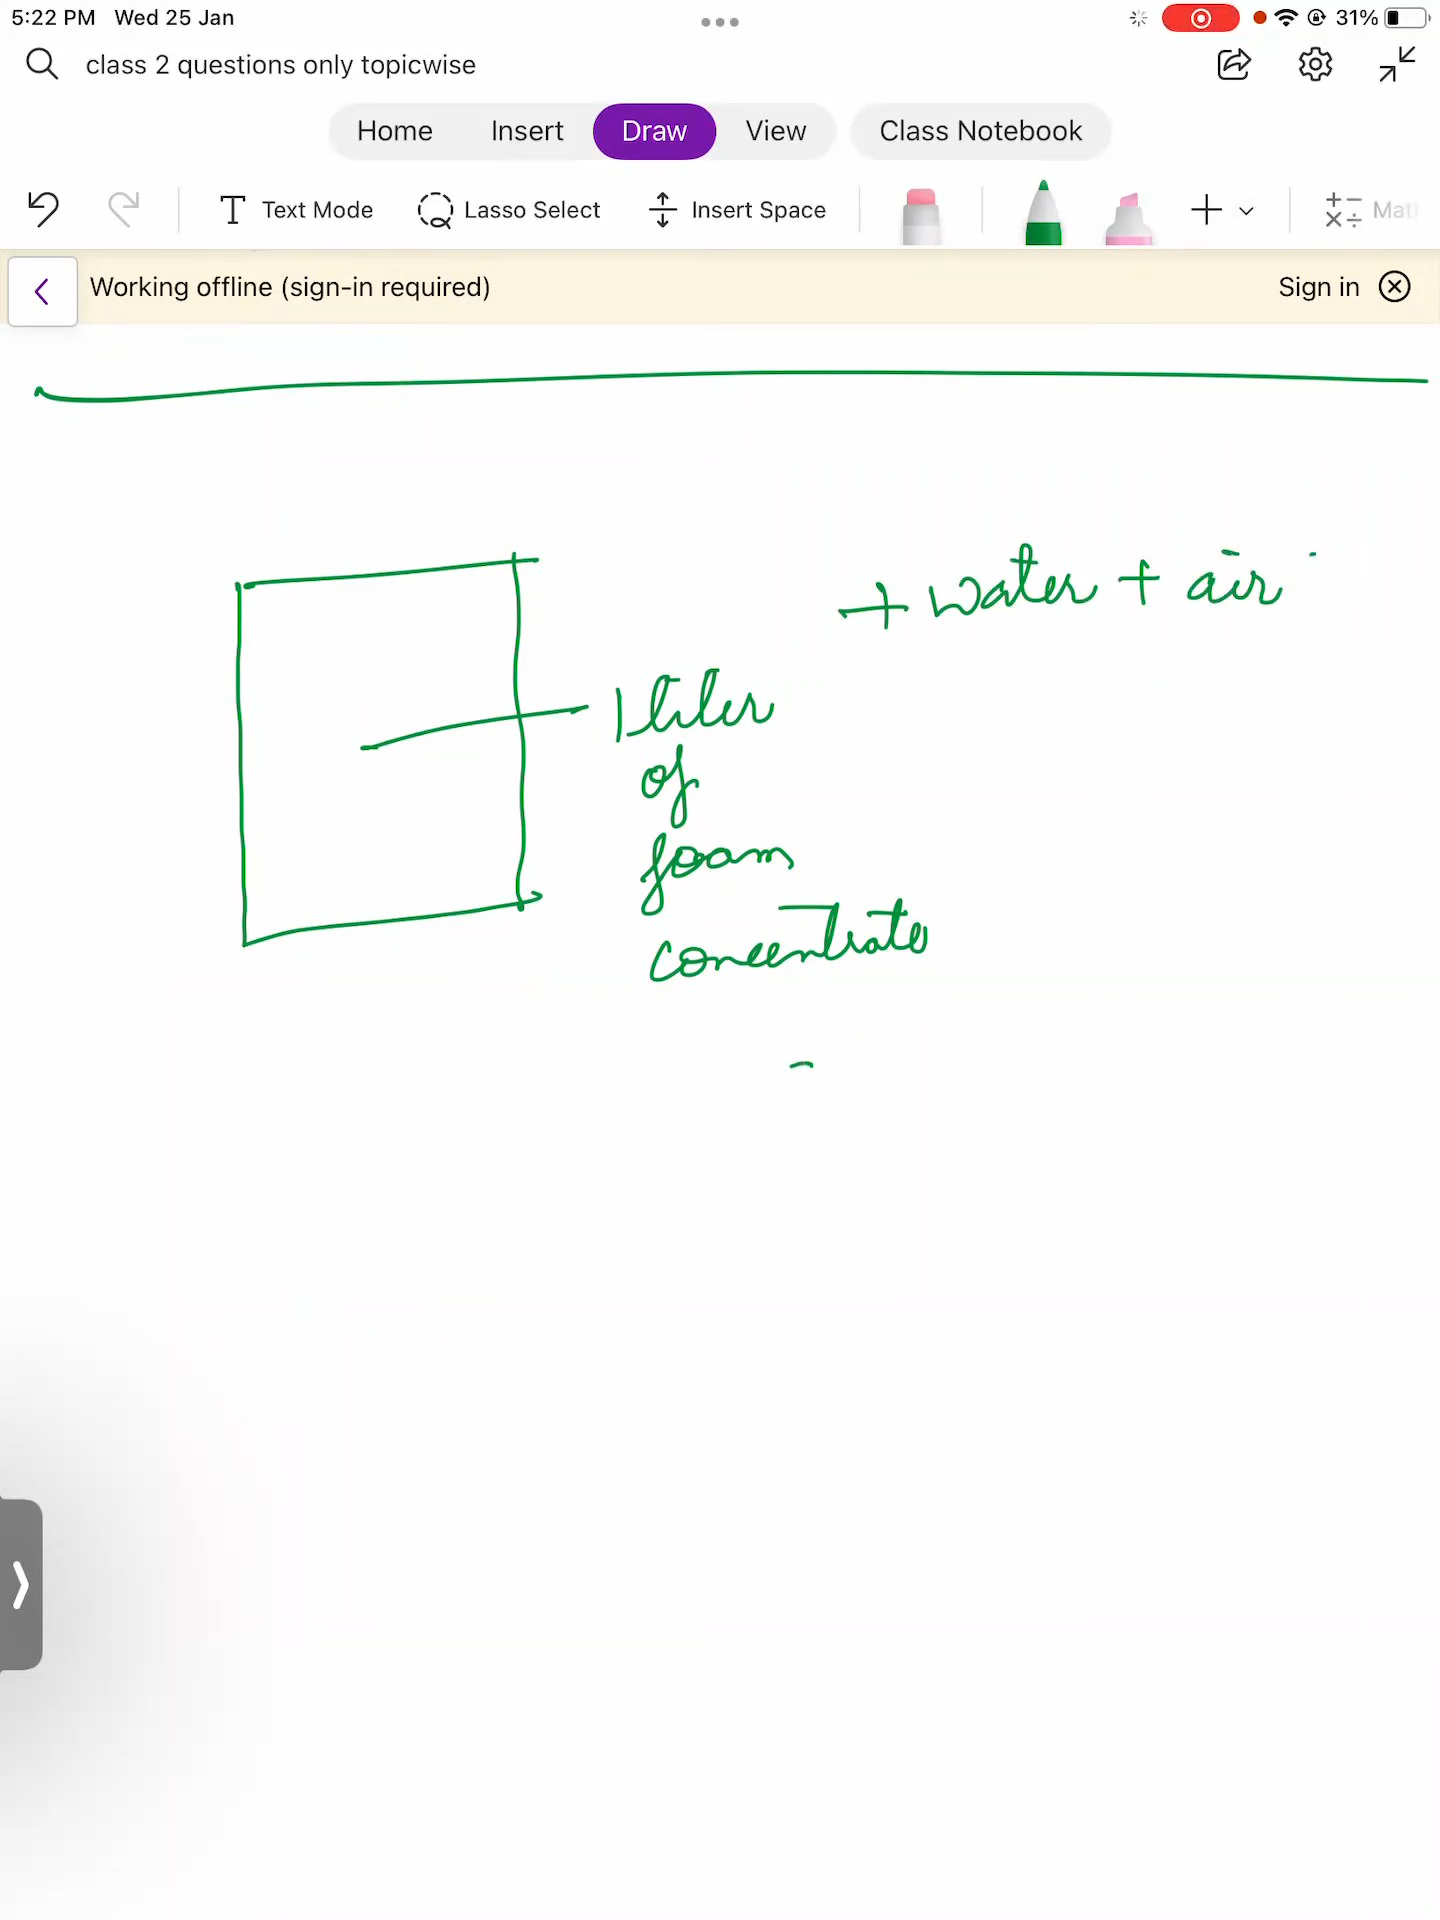 5:22 PM Wed 25 Jan
31%
class 2 questions only topicwise
Home Insert Draw View Class Notebook
Text Mode Lasso Select Insert Space
Working offline (sign-in required) Sign in
+ water + air
1 liter
of
foam
concentrate